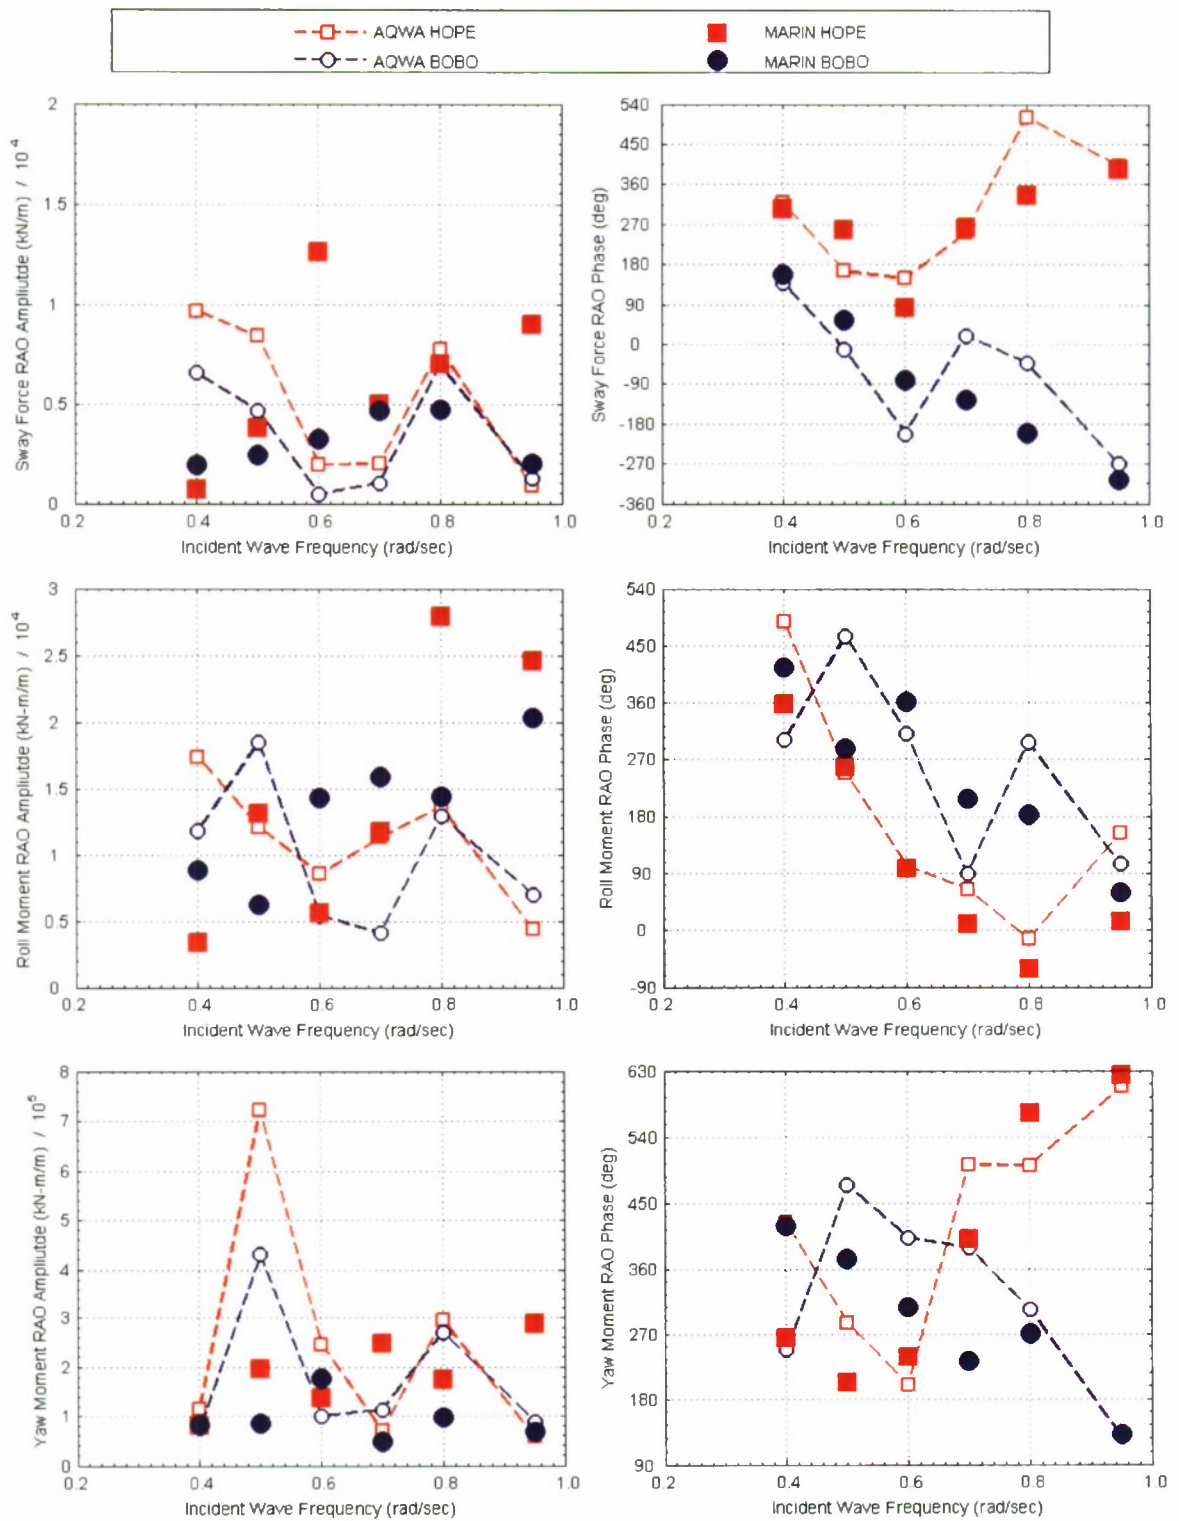 AQWA HOPE MARIN HOPE
AQWA BOBO MARIN BOBO
Sway Force RAO Ampliutde (kN/m) / 10^4
2
1.5
1
0.5
0
0.2 0.4 0.6 0.8 1.0
Incident Wave Frequency (rad/sec)
Sway Force RAO Phase (deg)
540
450
360
270
180
90
0
-90
-180
-270
-360
0.2 0.4 0.6 0.8 1.0
Incident Wave Frequency (rad/sec)
Roll Moment RAO Ampliutde (kN-m/m) / 10^4
3
2.5
2
1.5
1
0.5
0
0.2 0.4 0.6 0.8 1.0
Incident Wave Frequency (rad/sec)
Roll Moment RAO Phase (deg)
540
450
360
270
180
90
0
-90
0.2 0.4 0.6 0.8 1.0
Incident Wave Frequency (rad/sec)
Yaw Moment RAO Ampliutde (kN-m/m) / 10^5
8
7
6
5
4
3
2
1
0
0.2 0.4 0.6 0.8 1.0
Incident Wave Frequency (rad/sec)
Yaw Moment RAO Phase (deg)
630
540
450
360
270
180
90
0.2 0.4 0.6 0.8 1.0
Incident Wave Frequency (rad/sec)